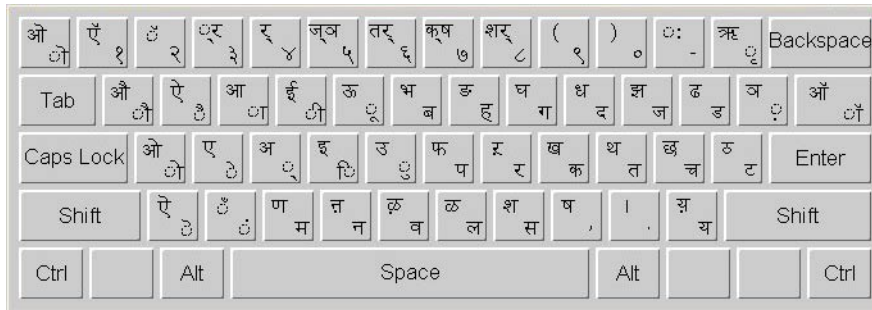 ऒ ॊ ऍ १ ॅ २ ्र ३ र् ४ ज्ञ ५ त्र ६ क्ष ७ श्र ८ ( ९ ) ० ः - ऋ ृ Backspace
Tab औ ौ ऐ ै आ ा ई ी ऊ ू भ ब ङ ह घ ग ध द झ ज ढ ड ञ ़ ऑ ॉ
Caps Lock ओ ो ए े अ ् इ ि उ ु फ प ऱ र ख क थ त छ च ठ ट Enter
Shift ऎ ॆ ँ ं ण म ऩ न ऴ व ळ ल श स ष , । . य़ य Shift
Ctrl Alt Space Alt Ctrl